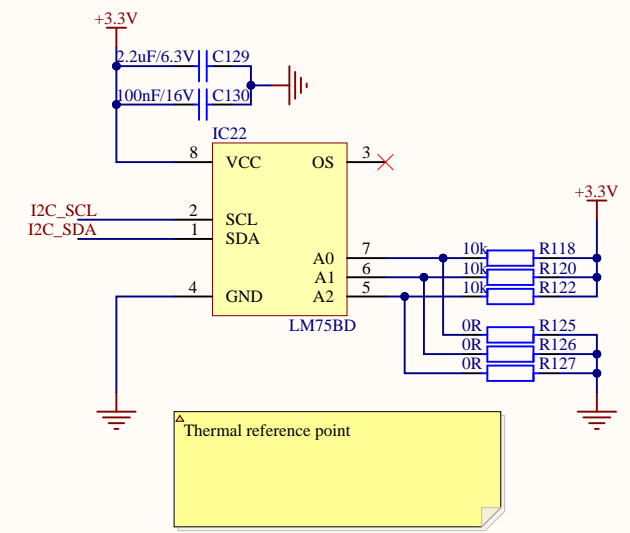 +3.3V
2.2uF/6.3V C129
100nF/16V C130
IC22
8 VCC OS 3
+3.3V
I2C_SCL 2 SCL
I2C_SDA 1 SDA
A0 7 10k R118
A1 6 10k R120
4 GND A2 5 10k R122
LM75BD 0R R125
0R R126
0R R127
Thermal reference point